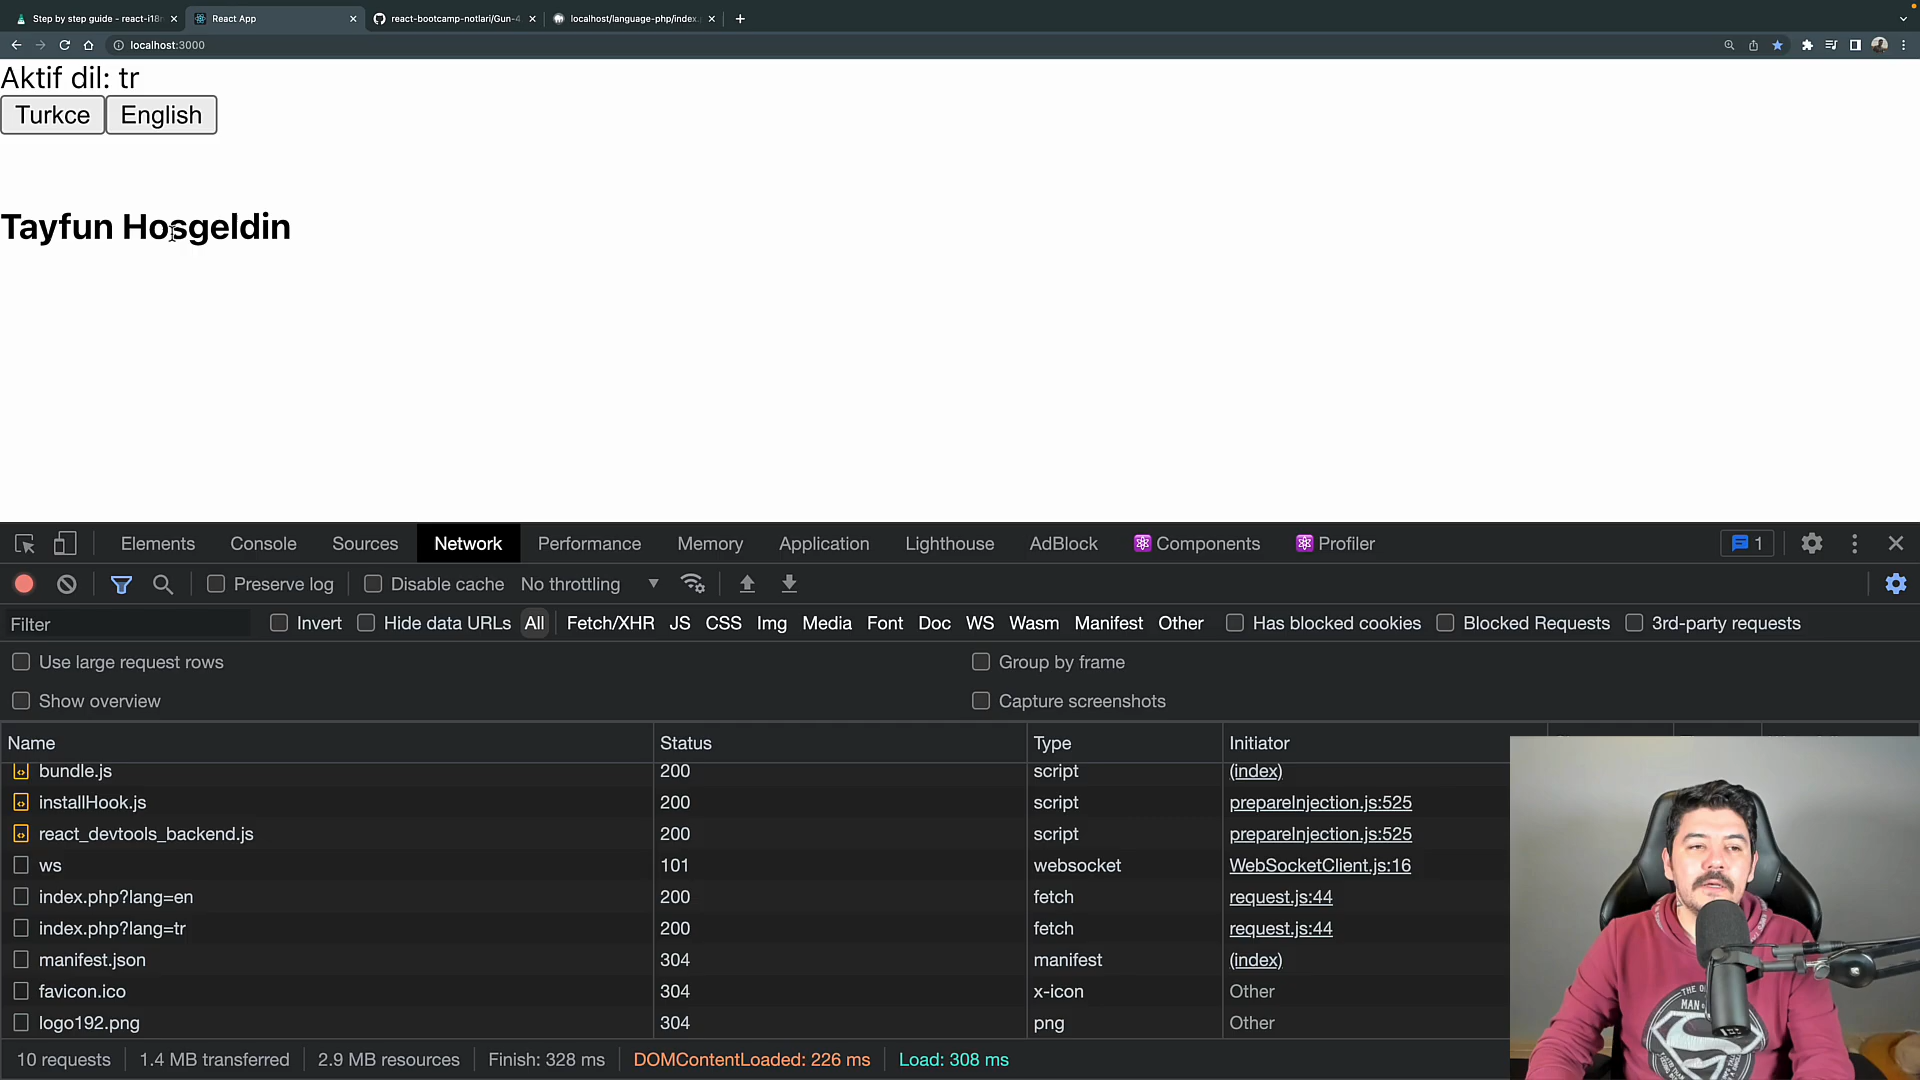 Step by step guide - react-i18n
React App
react-bootcamp-notlari/Gun-4
localhost/language-php/index.
localhost:3000
Aktif dil: tr
Turkce English
Tayfun Hosgeldin
Elements Console Sources Network Performance Memory Application Lighthouse AdBlock Components Profiler 1
Preserve log Disable cache No throttling
Filter Invert Hide data URLs All Fetch/XHR JS CSS Img Media Font Doc WS Wasm Manifest Other Has blocked cookies Blocked Requests 3rd-party requests
Use large request rows Group by frame
Show overview Capture screenshots
Name Status Type Initiator
bundle.js 200 script (index)
installHook.js 200 script prepareInjection.js:525
react_devtools_backend.js 200 script prepareInjection.js:525
ws 101 websocket WebSocketClient.js:16
index.php?lang=en 200 fetch request.js:44
index.php?lang=tr 200 fetch request.js:44
manifest.json 304 manifest (index)
favicon.ico 304 x-icon Other
logo192.png 304 png Other
10 requests 1.4 MB transferred 2.9 MB resources Finish: 328 ms DOMContentLoaded: 226 ms Load: 308 ms
MAN